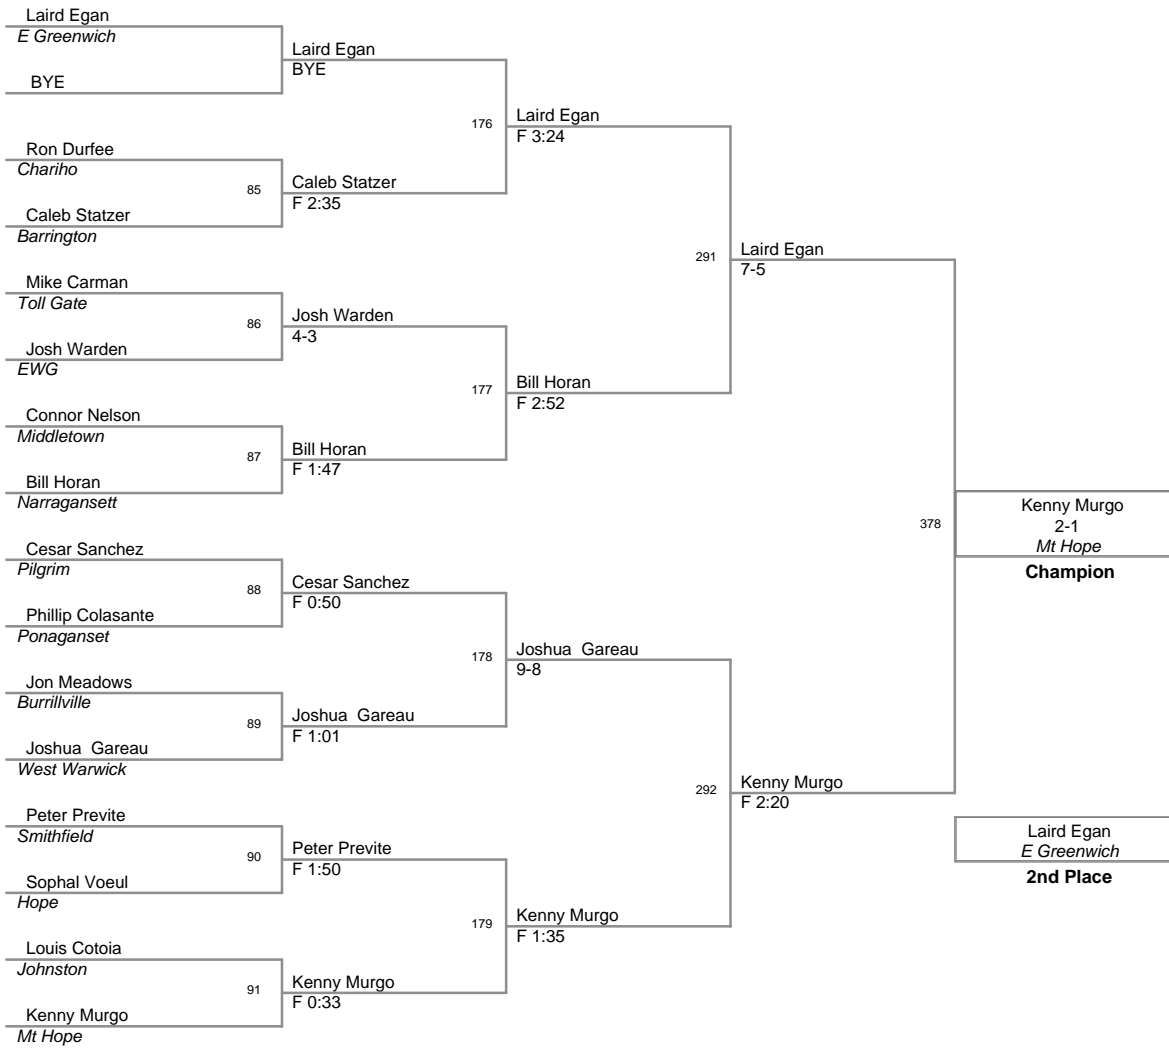 Laird Egan
E Greenwich
BYE
Ron Durfee
Chariho
85
Caleb Statzer
Barrington
Mike Carman
Toll Gate
86
Josh Warden
EWG
Connor Nelson
Middletown
87
Bill Horan
Narragansett
Cesar Sanchez
Pilgrim
88
Phillip Colasante
Ponaganset
Jon Meadows
Burrillville
89
Joshua  Gareau
West Warwick
Peter Previte
Smithfield
90
Sophal Voeul
Hope
Louis Cotoia
Johnston
91
Kenny Murgo
Mt Hope
Laird Egan
BYE
176
Caleb Statzer
F 2:35
Josh Warden
4-3
177
Bill Horan
F 1:47
Cesar Sanchez
F 0:50
178
Joshua  Gareau
F 1:01
Peter Previte
F 1:50
179
Kenny Murgo
F 0:33
Laird Egan
F 3:24
291
Bill Horan
F 2:52
Joshua  Gareau
9-8
292
Kenny Murgo
F 1:35
Laird Egan
7-5
378
Kenny Murgo
F 2:20
Kenny Murgo
2-1
Mt Hope
Champion
Laird Egan
E Greenwich
2nd Place